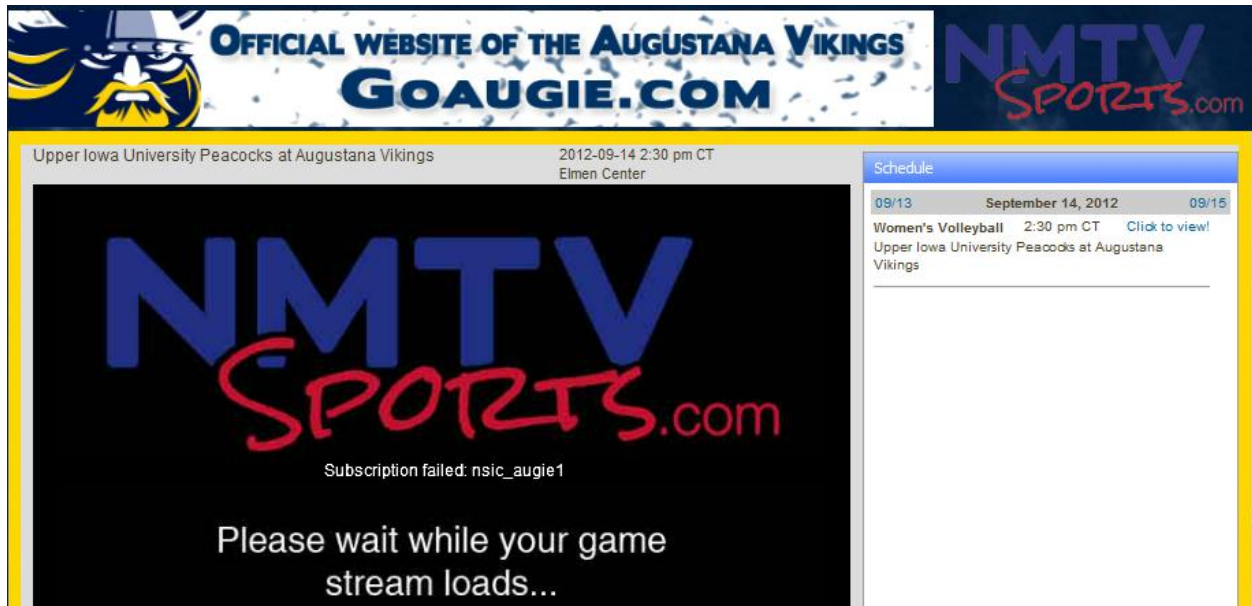 OFFICIAL WEBSITE OF THE AUGUSTANA VIKINGS
GOAUGIE.COM
NMTV
SPORTS.com
Upper Iowa University Peacocks at Augustana Vikings
2012-09-14 2:30 pm CT
Elmen Center
NMTV
SPORTS.com
Subscription failed: nsic_augie1
Please wait while your game
stream loads...
Schedule
09/13 September 14, 2012 09/15
Women's Volleyball 2:30 pm CT Click to view!
Upper Iowa University Peacocks at Augustana
Vikings